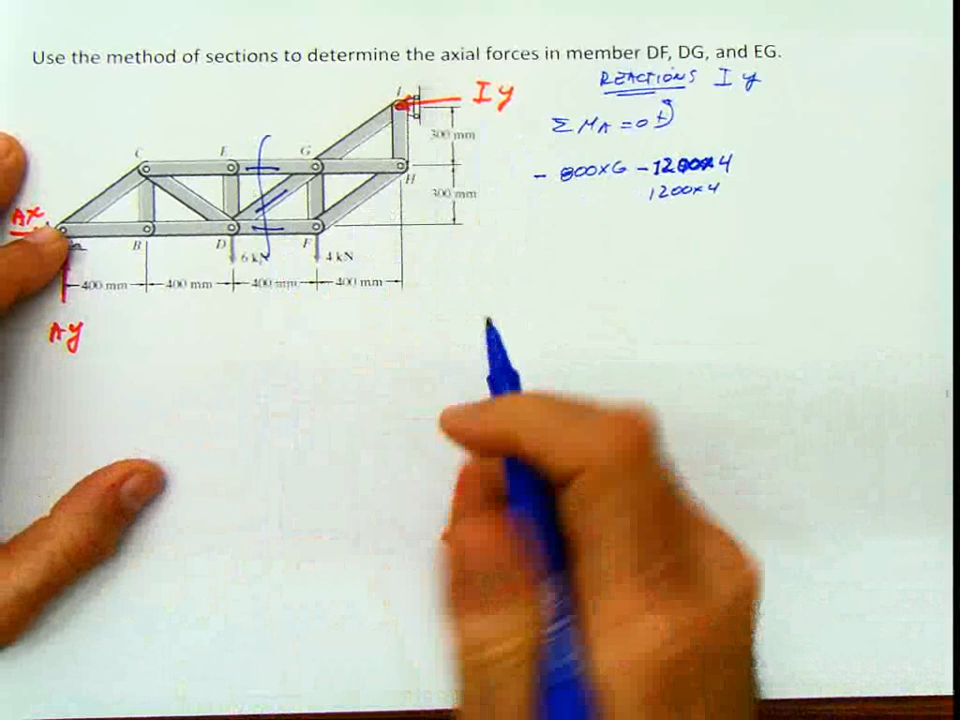 Use the method of sections to determine the axial forces in member DF, DG, and EG.
REACTIONS Iy
ΣMA = 0
- 800×6 - 1200×4
1200×4
I
Iy
300 mm
C E G
H
300 mm
Ax
B D F
6 kN 4 kN
400 mm 400 mm 400 mm 400 mm
Ay